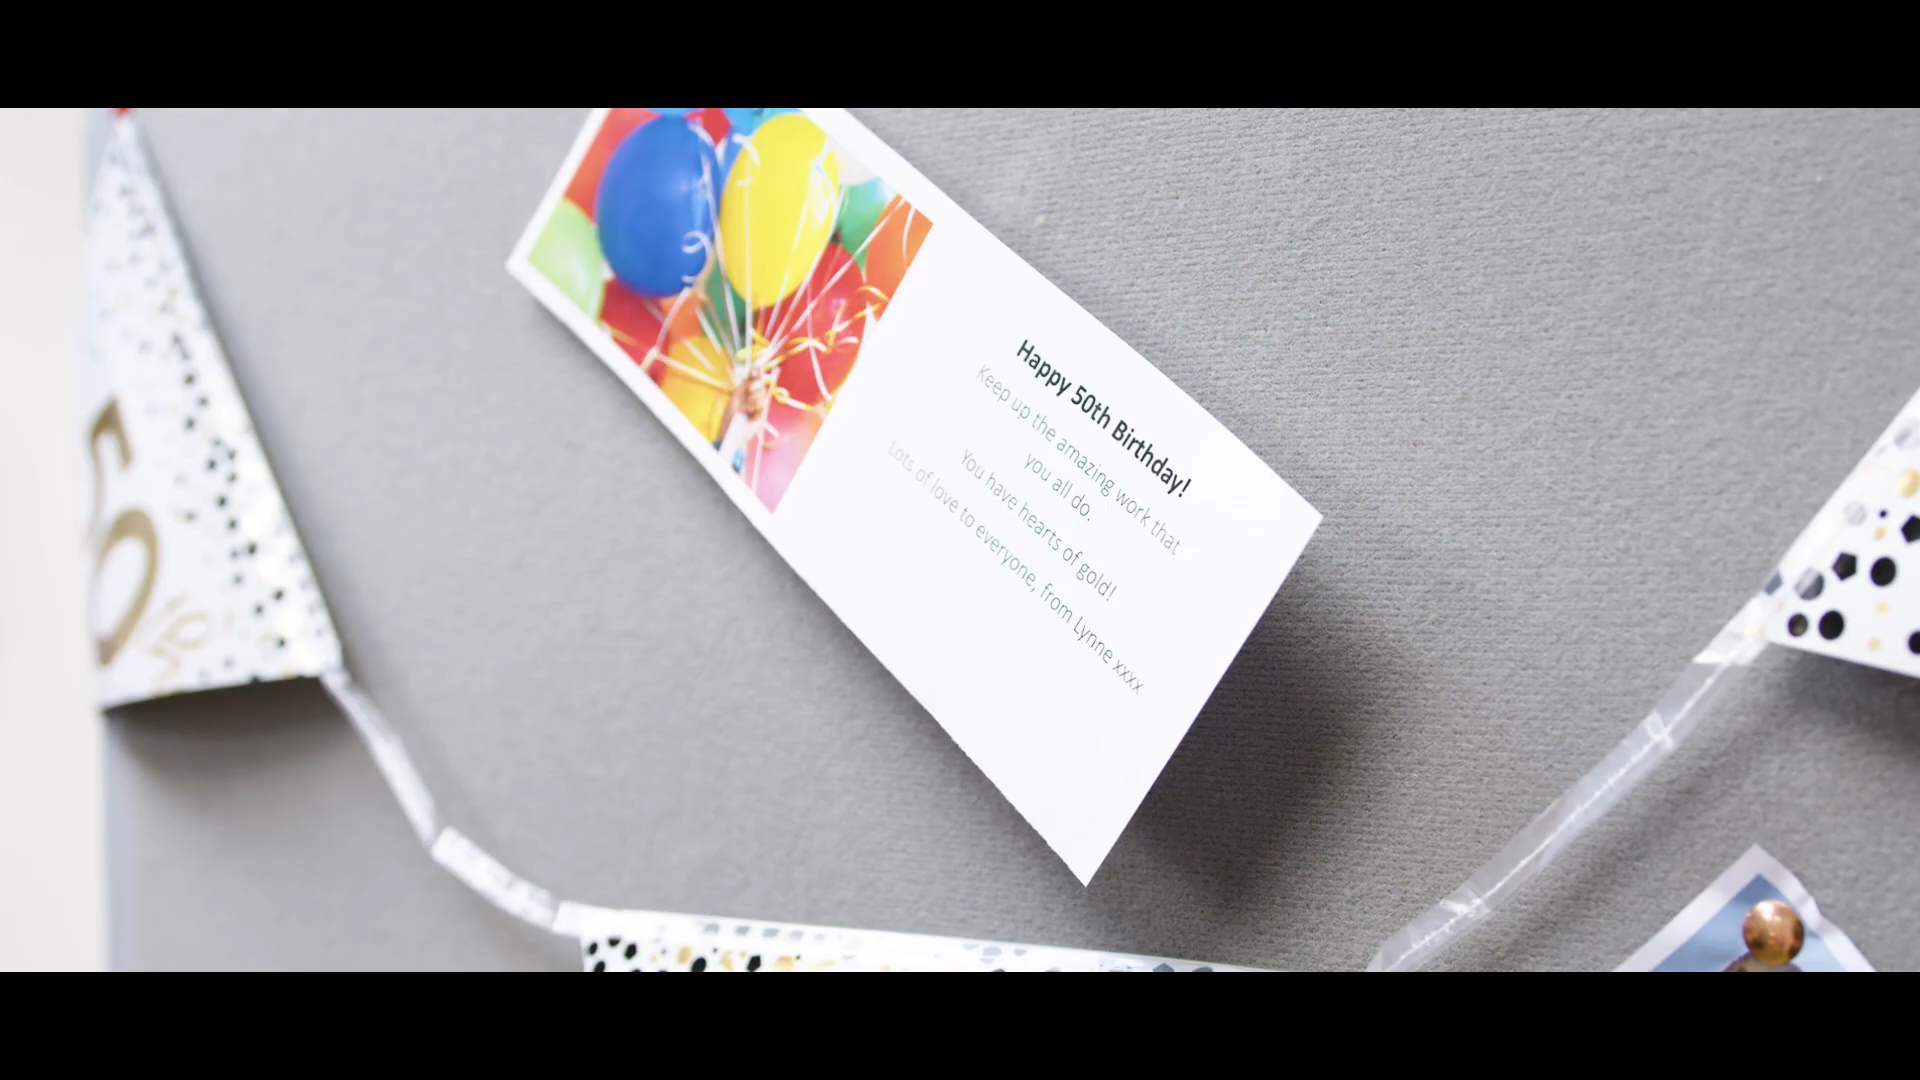 50
Happy 50th Birthday!
Keep up the amazing work that
you all do.
You have hearts of gold!
Lots of love to everyone, from Lynne xxxx